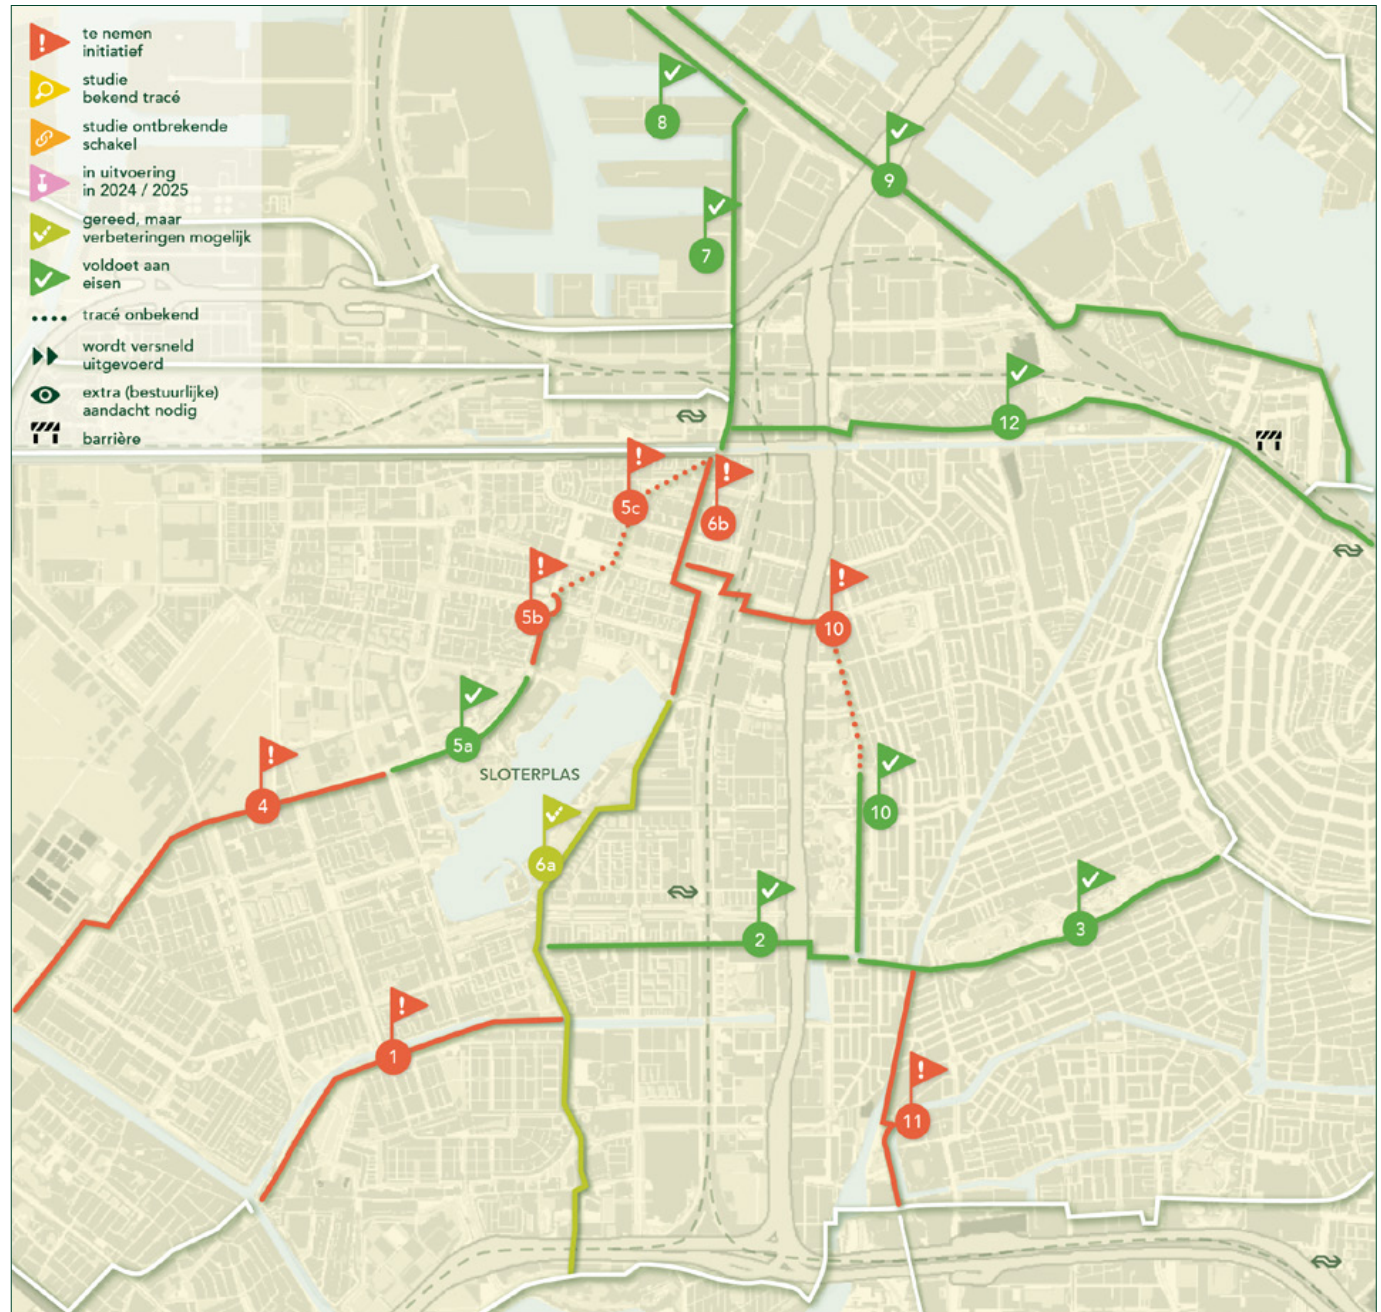 te nemen
initiatief
studie
bekend tracé
studie ontbrekende
schakel
in uitvoering
in 2024 / 2025
gereed, maar
verbeteringen mogelijk
voldoet aan
eisen
tracé onbekend
wordt versneld
uitgevoerd
extra (bestuurlijke)
aandacht nodig
barrière
8
9
7
12
5c
6b
5b
10
5a
SLOTERPLAS
4
10
6a
3
2
1
11